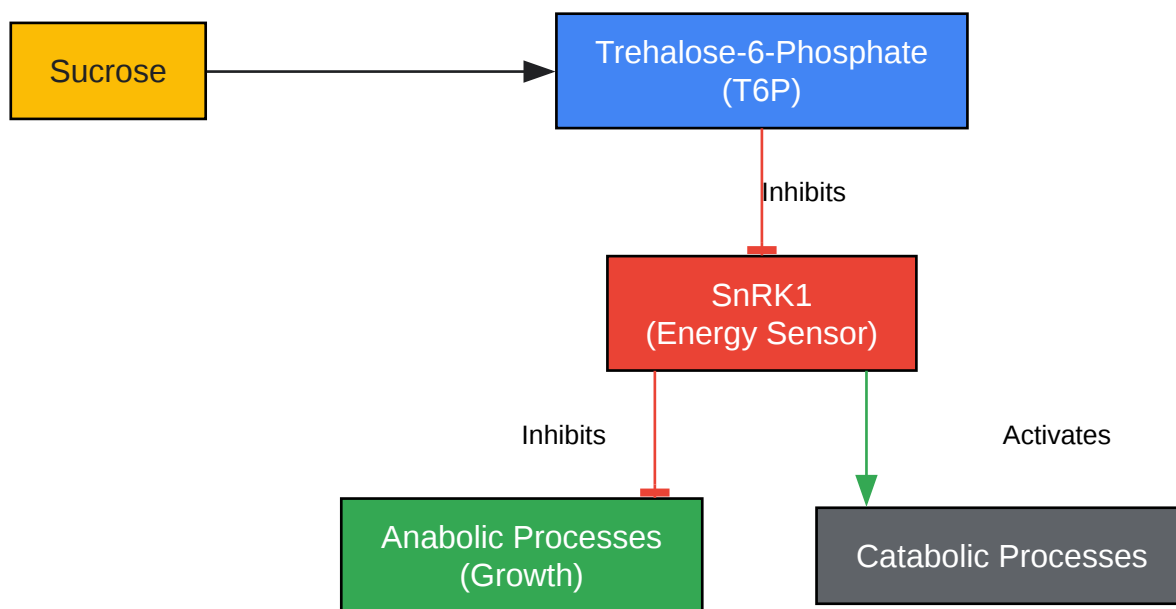 Sucrose
Trehalose-6-Phosphate
(T6P)
Inhibits
SnRK1
(Energy Sensor)
Inhibits
Activates
Anabolic Processes
(Growth)
Catabolic Processes